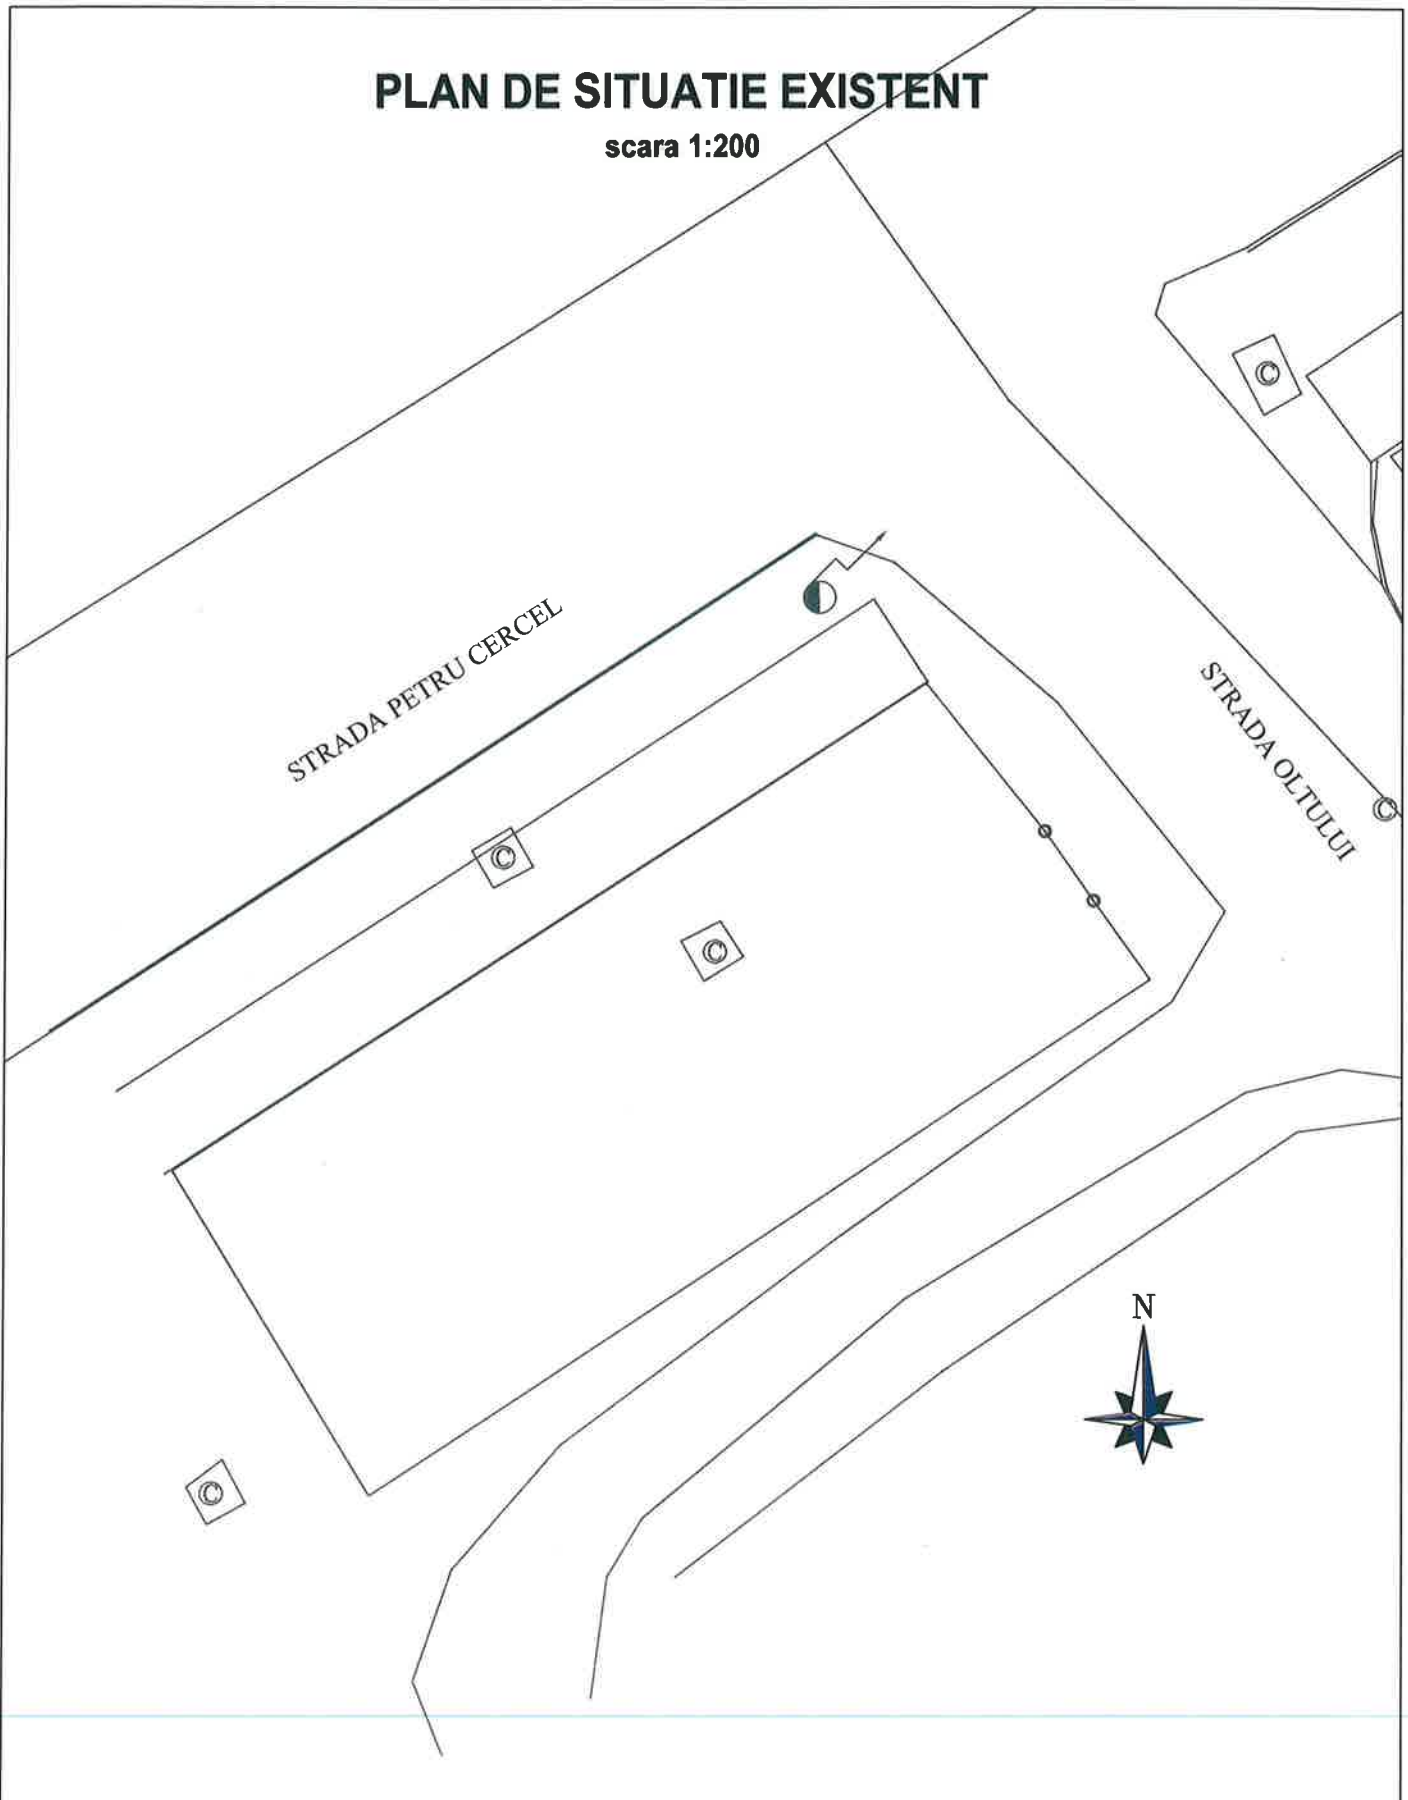 PLAN DE SITUATIE EXISTENT
scara 1:200
C
STRADA PETRU CERCEL
STRADA OLTULUI
C
C
C
N
C